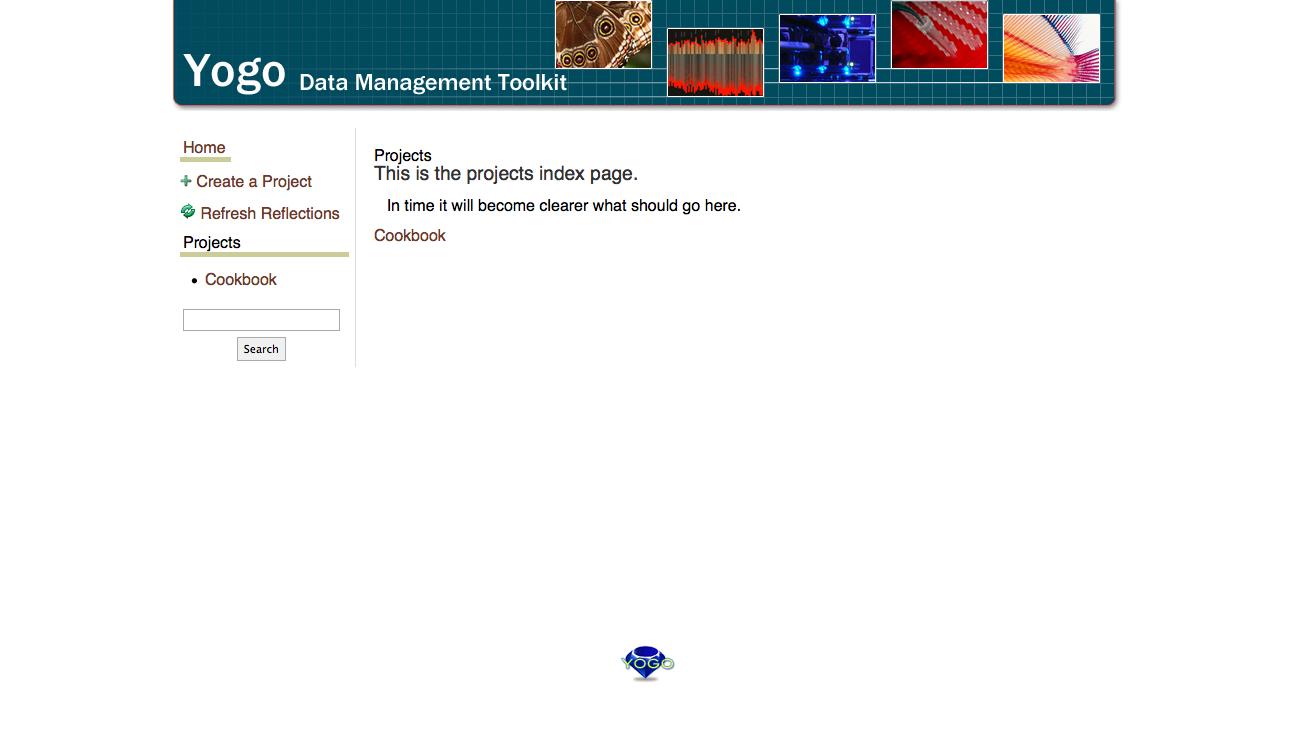 Yogo Data Management Toolkit
Home
Create a Project
Refresh Reflections
Projects
Cookbook
Search
Projects
This is the projects index page.
In time it will become clearer what should go here.
Cookbook
YOGO